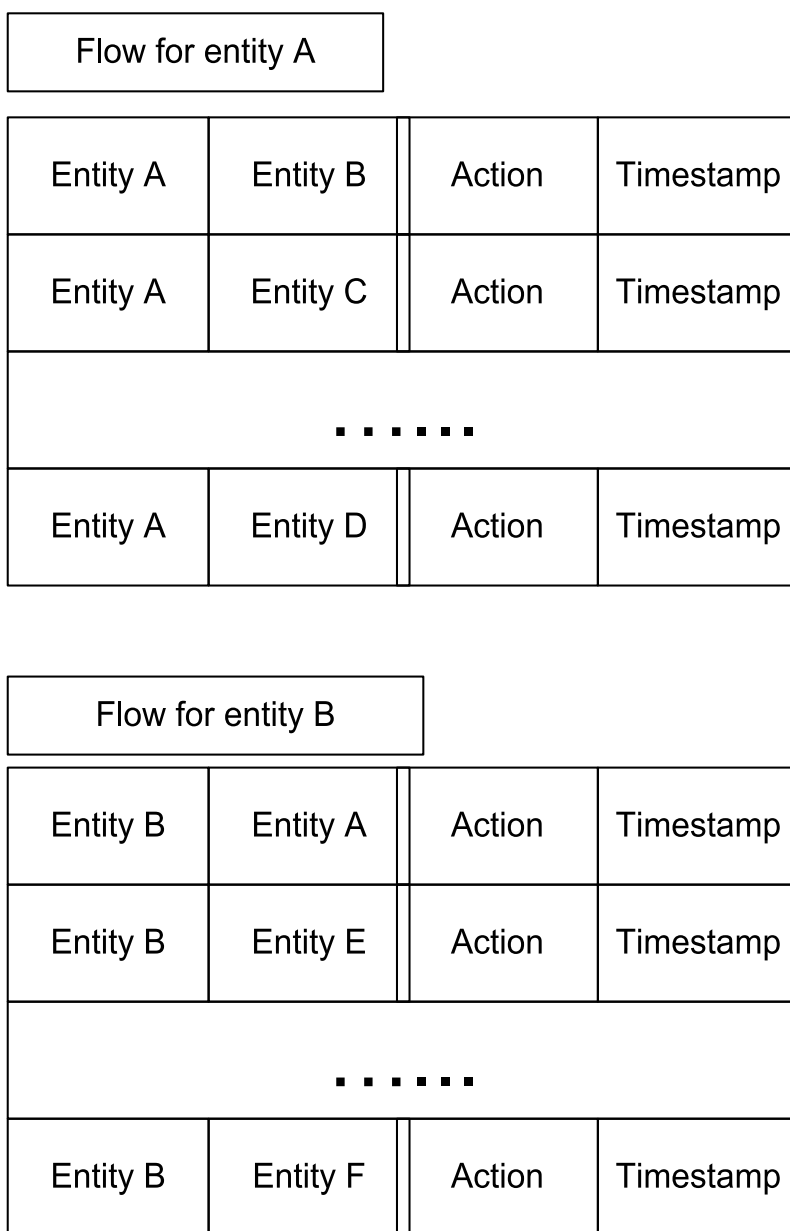 Flow for entity A
Entity A Entity B Action Timestamp
Entity A Entity C Action Timestamp
......
Entity A Entity D Action Timestamp
Flow for entity B
Entity B Entity A Action Timestamp
Entity B Entity E Action Timestamp
......
Entity B Entity F Action Timestamp